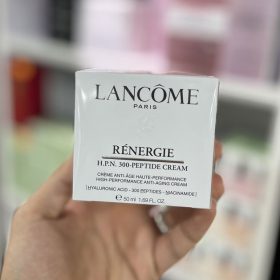 LANCÔME
PARIS
RÉNERGIE
H.P.N. 300-PEPTIDE CREAM
CRÈME ANTI-ÂGE HAUTE-PERFORMANCE
HIGH-PERFORMANCE ANTI-AGING CREAM
[HYALURONIC ACID - 300 PEPTIDES - NIACINAMIDE]
℮ 50 ml 1.69 FL. OZ.